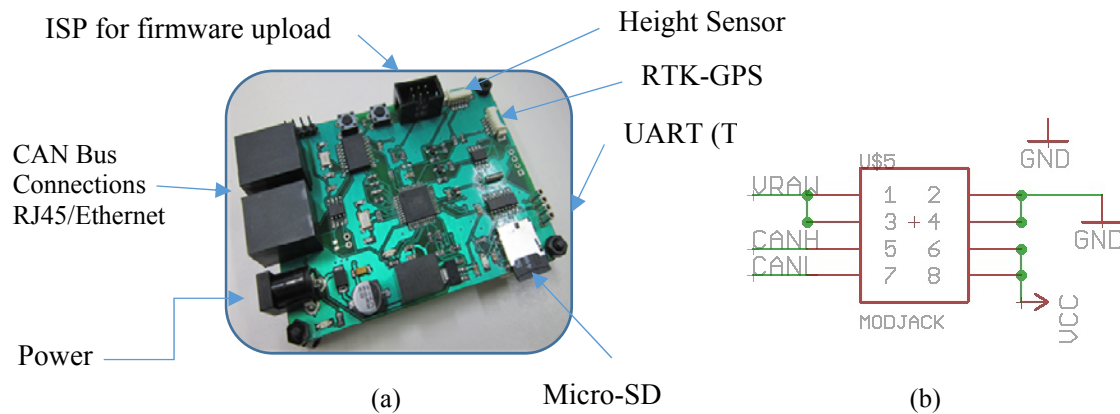 ISP for firmware upload
Height Sensor
RTK-GPS
UART (T
CAN Bus
Connections
RJ45/Ethernet
Power
Micro-SD
(a)
U$5
GND
VRAW
1 2
3 4
GND
CANH
5 6
CANL
7 8
MODJACK
VCC
(b)